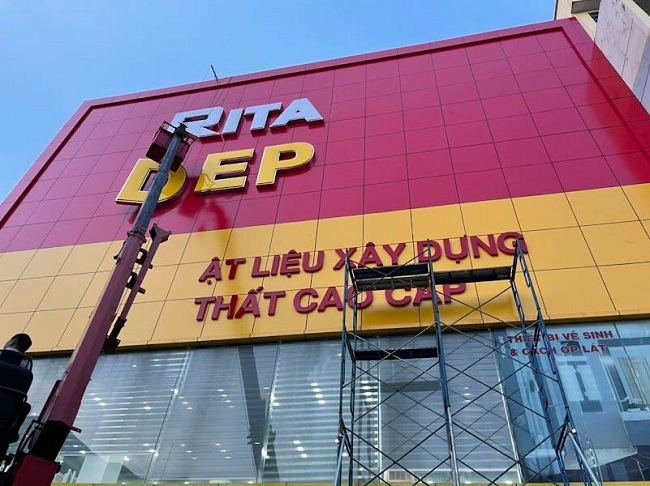 RITA
DEP
ẬT LIỆU XÂY DỰNG
THẤT CAO CẤP
THIẾT BỊ VỆ SINH
& GẠCH ỐP LÁT